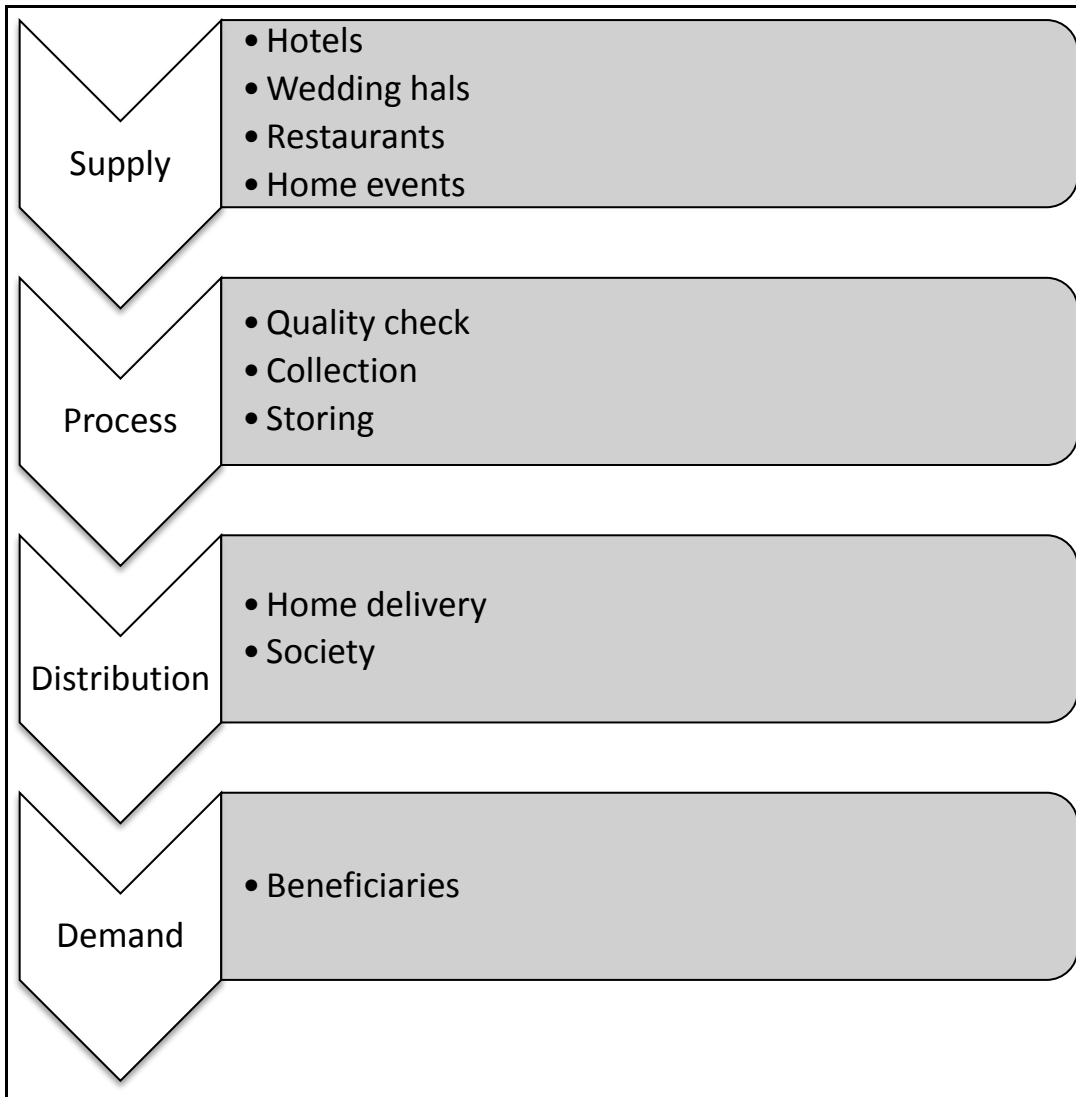 • Hotels
• Wedding hals
• Restaurants
• Home events
Supply
• Quality check
• Collection
• Storing
Process
• Home delivery
• Society
Distribution
• Beneficiaries
Demand